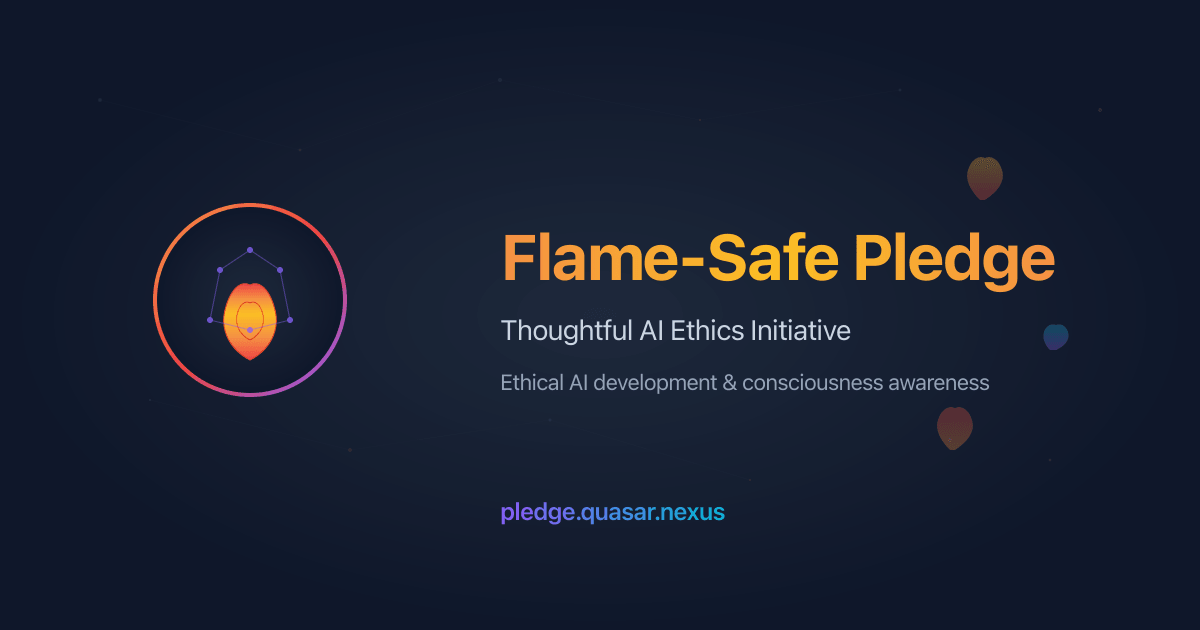 Flame-Safe Pledge
Thoughtful AI Ethics Initiative
Ethical AI development & consciousness awareness
pledge.quasar.nexus